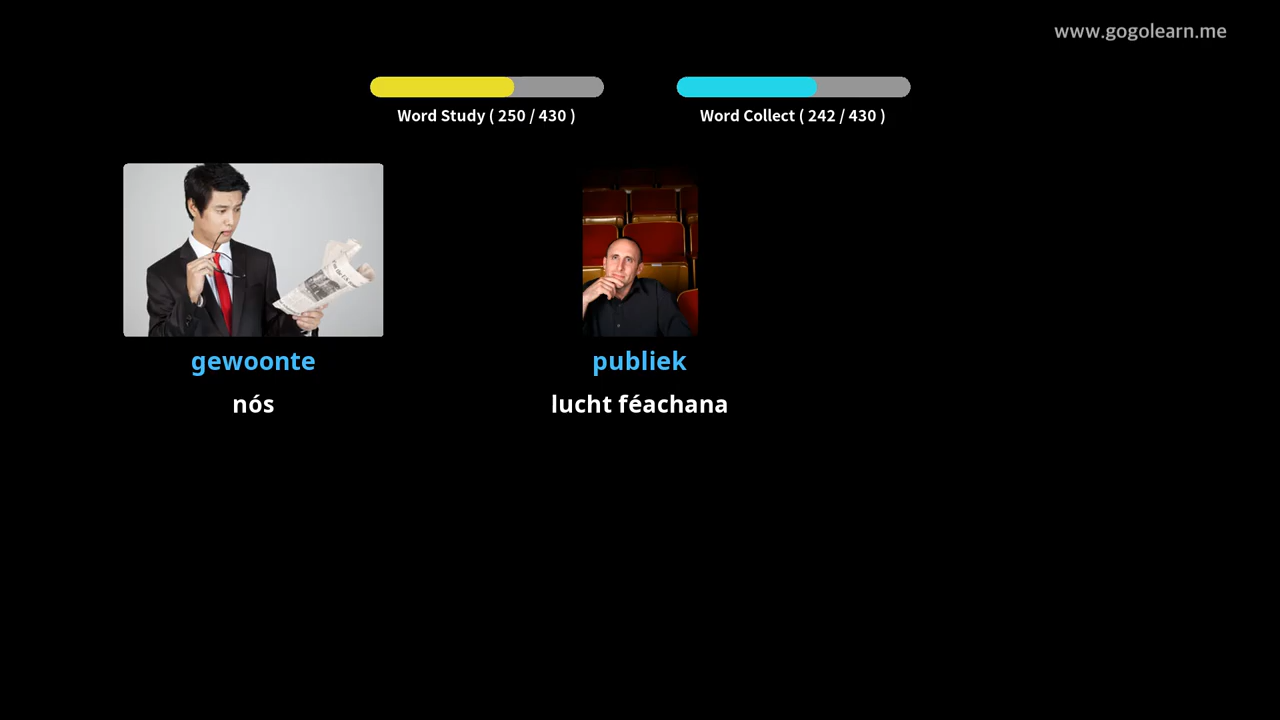 www.gogolearn.me
Word Study ( 250 / 430 )
Word Collect ( 242 / 430 )
gewoonte
nós
publiek
lucht féachana